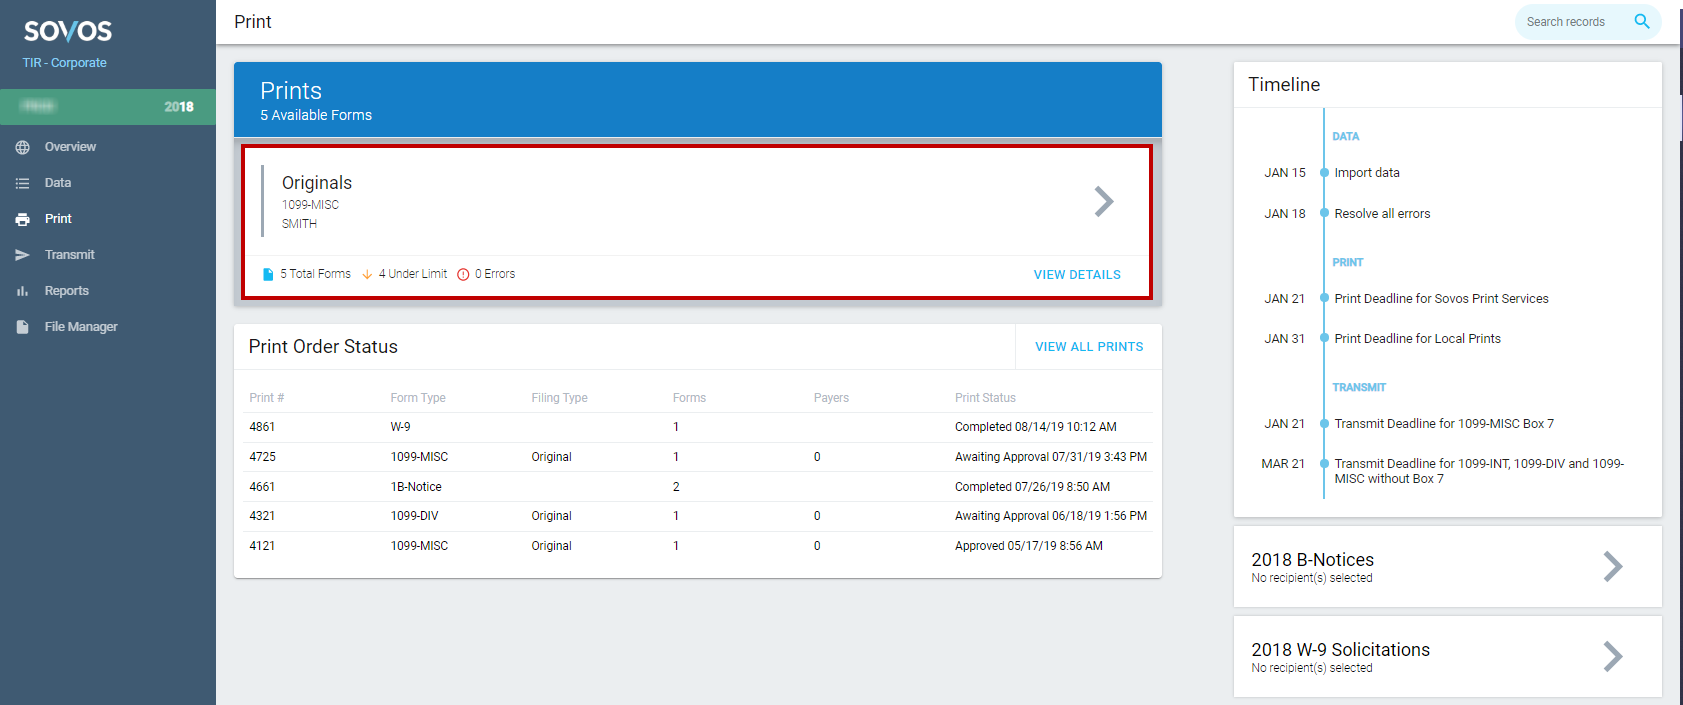 SOVOS
TIR - Corporate
2018
Overview
Data
Print
Transmit
Reports
File Manager
Print
Search records
Prints
5 Available Forms
Originals
1099-MISC
SMITH
5 Total Forms 4 Under Limit 0 Errors
VIEW DETAILS
Print Order Status
VIEW ALL PRINTS
Print # Form Type Filing Type Forms Payers Print Status
4861 W-9 1 Completed 08/14/19 10:12 AM
4725 1099-MISC Original 1 0 Awaiting Approval 07/31/19 3:43 PM
4661 1B-Notice 2 Completed 07/26/19 8:50 AM
4321 1099-DIV Original 1 0 Awaiting Approval 06/18/19 1:56 PM
4121 1099-MISC Original 1 0 Approved 05/17/19 8:56 AM
Timeline
DATA
JAN 15 Import data
JAN 18 Resolve all errors
PRINT
JAN 21 Print Deadline for Sovos Print Services
JAN 31 Print Deadline for Local Prints
TRANSMIT
JAN 21 Transmit Deadline for 1099-MISC Box 7
MAR 21 Transmit Deadline for 1099-INT, 1099-DIV and 1099-
MISC without Box 7
2018 B-Notices
No recipient(s) selected
2018 W-9 Solicitations
No recipient(s) selected